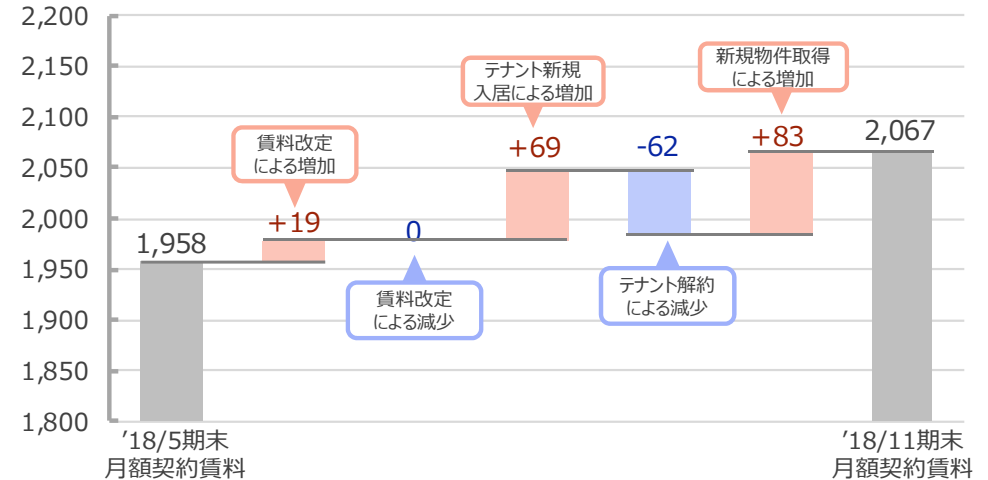 2,200
2,150
2,100
2,050
2,000
1,950
1,900
1,850
1,800
1,958
賃料改定
による増加
+19
0
賃料改定
による減少
テナント新規
入居による増加
+69
-62
テナント解約
による減少
新規物件取得
による増加
+83
2,067
'18/5期末
月額契約賃料
'18/11期末
月額契約賃料